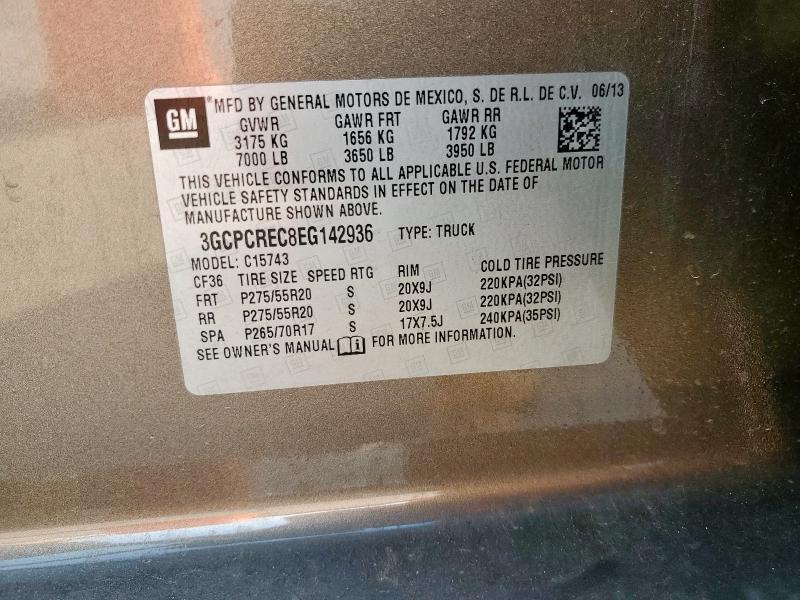 GM
®MFD BY GENERAL MOTORS DE MEXICO, S. DE R.L. DE C.V. 06/13
GVWR GAWR FRT GAWR RR
3175 KG 1656 KG 1792 KG
7000 LB 3650 LB 3950 LB
THIS VEHICLE CONFORMS TO ALL APPLICABLE U.S. FEDERAL MOTOR
VEHICLE SAFETY STANDARDS IN EFFECT ON THE DATE OF
MANUFACTURE SHOWN ABOVE.
3GCPCREC8EG142936 TYPE: TRUCK
MODEL: C15743
CF36 TIRE SIZE SPEED RTG RIM COLD TIRE PRESSURE
FRT P275/55R20 S 20X9J 220KPA(32PSI)
RR P275/55R20 S 20X9J 220KPA(32PSI)
SPA P265/70R17 S 17X7.5J 240KPA(35PSI)
SEE OWNER'S MANUAL FOR MORE INFORMATION.